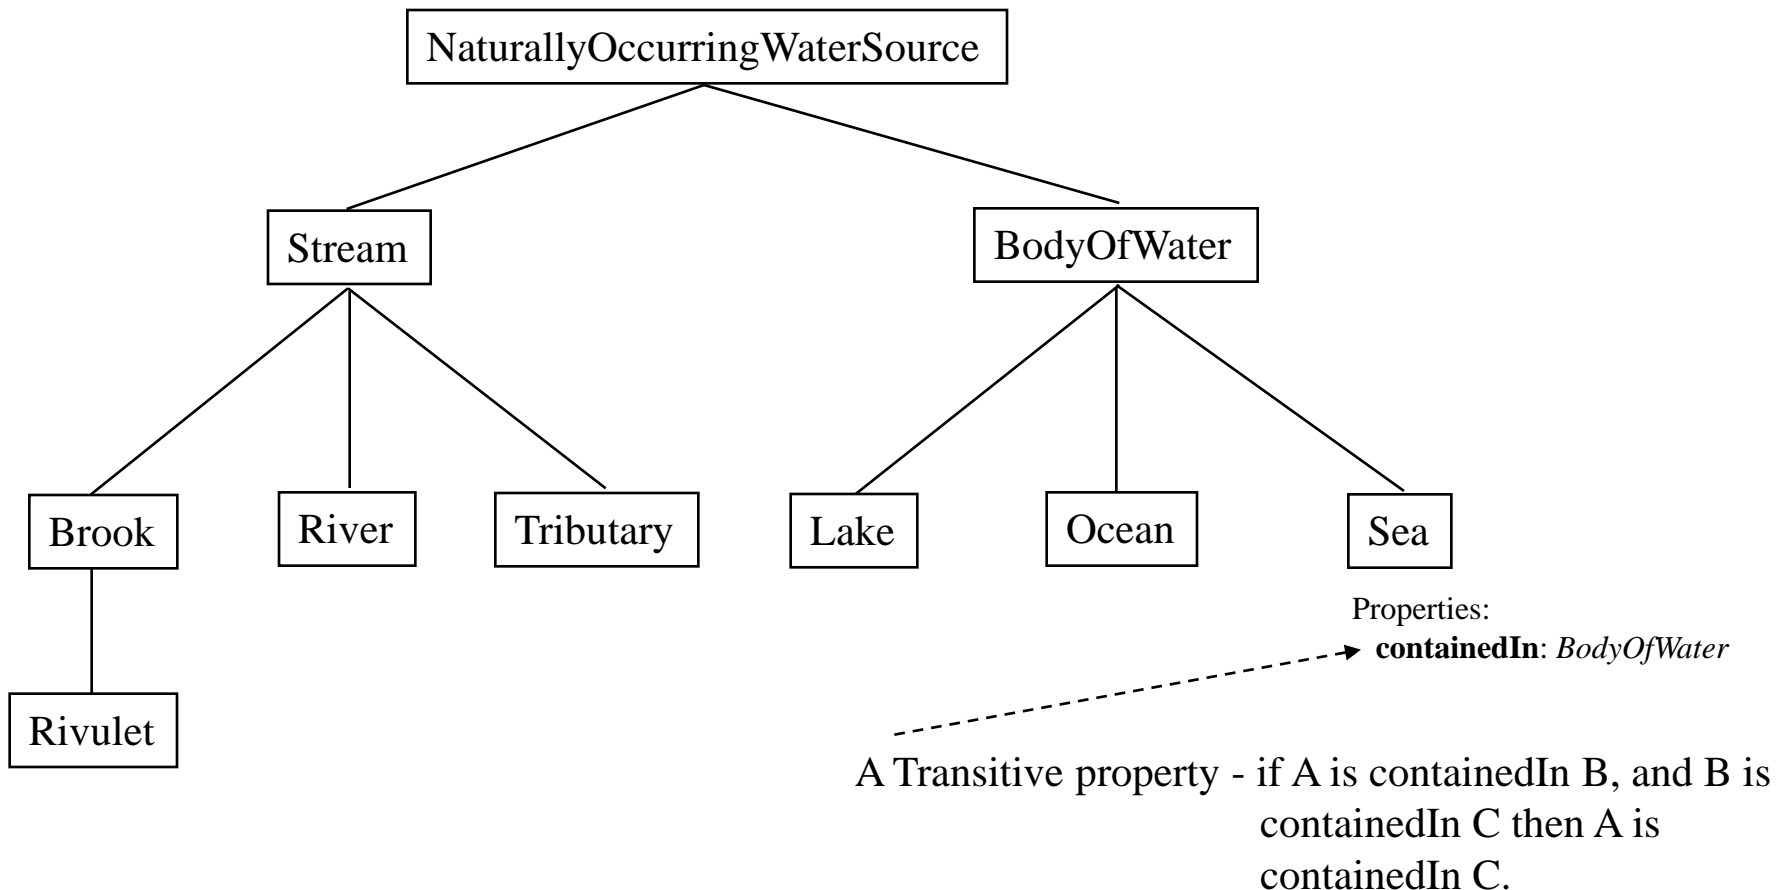 NaturallyOccurringWaterSource
Stream
BodyOfWater
Brook
River
Tributary
Lake
Ocean
Sea
Properties:
containedIn: BodyOfWater
Rivulet
A Transitive property - if A is containedIn B, and B is
containedIn C then A is
containedIn C.